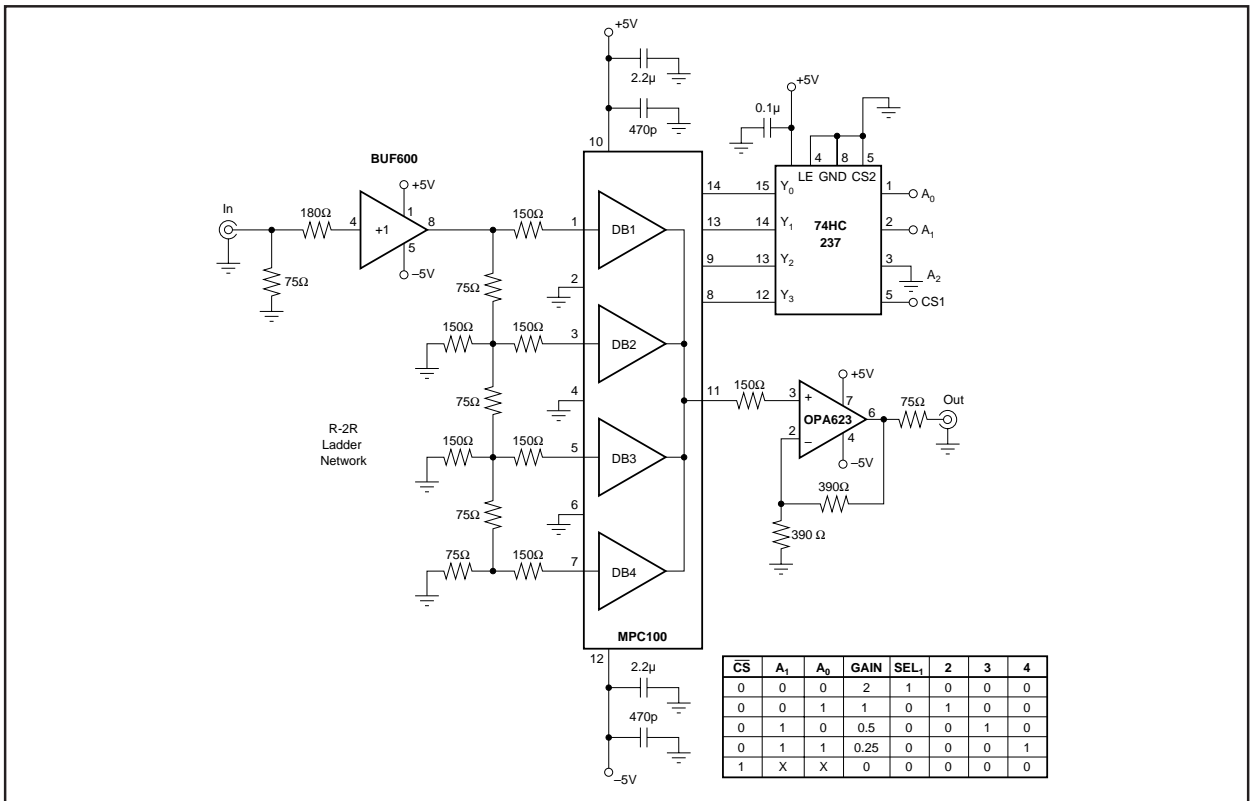 +5V
2.2µ
470p
10
+5V
0.1µ
4 8 5
LE GND CS2
BUF600
+5V
In
180Ω
4
+1
1
8
5
–5V
75Ω
150Ω
1
DB1
14
15
Y0
13
14
Y1
9
13
Y2
8
12
Y3
74HC
237
1
A0
2
A1
3
A2
5
CS1
2
75Ω
150Ω
150Ω
3
DB2
4
75Ω
R-2R
Ladder
Network
150Ω
150Ω
5
DB3
6
75Ω
75Ω
150Ω
7
DB4
11
150Ω
3
+
2
–
OPA623
+5V
7
6
4
–5V
75Ω
Out
390Ω
390 Ω
MPC100
12
2.2µ
470p
–5V
CS A1 A0 GAIN SEL1 2 3 4
0 0 0 2 1 0 0 0
0 0 1 1 0 1 0 0
0 1 0 0.5 0 0 1 0
0 1 1 0.25 0 0 0 1
1 X X 0 0 0 0 0